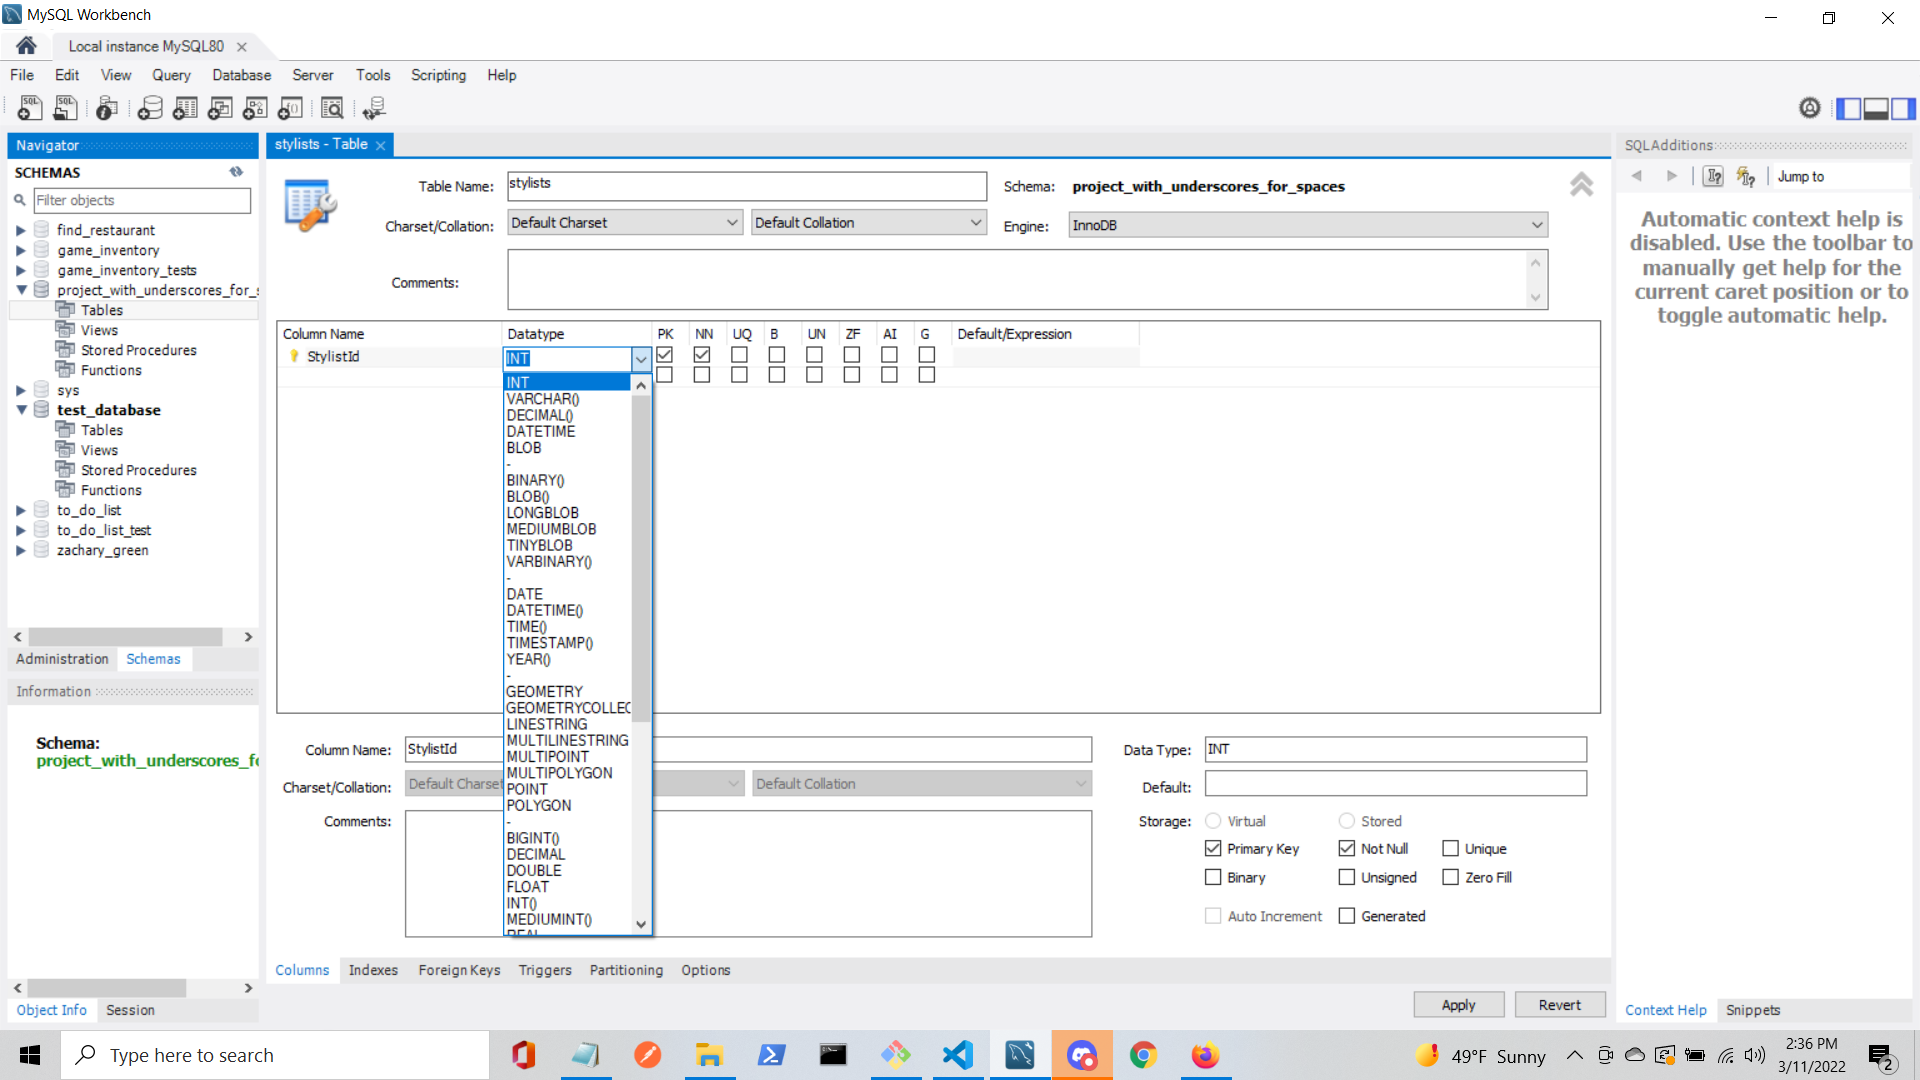 MySQL Workbench
Local instance MySQL80
File Edit View Query Database Server Tools Scripting Help
Navigator
SCHEMAS
Filter objects
find_restaurant
game_inventory
game_inventory_tests
project_with_underscores_for_s
Tables
Views
Stored Procedures
Functions
sys
test_database
Tables
Views
Stored Procedures
Functions
to_do_list
to_do_list_test
zachary_green
Administration Schemas
Information
Schema:
project_with_underscores_fo
Object Info Session
stylists - Table
Table Name: stylists Schema: project_with_underscores_for_spaces
Charset/Collation: Default Charset Default Collation Engine: InnoDB
Comments:
Column Name Datatype PK NN UQ B UN ZF AI G Default/Expression
StylistId INT
INT
VARCHAR()
DECIMAL()
DATETIME
BLOB
-
BINARY()
BLOB()
LONGBLOB
MEDIUMBLOB
TINYBLOB
VARBINARY()
-
DATE
DATETIME()
TIME()
TIMESTAMP()
YEAR()
-
GEOMETRY
GEOMETRYCOLLEC
LINESTRING
MULTILINESTRING
MULTIPOINT
MULTIPOLYGON
POINT
POLYGON
-
BIGINT()
DECIMAL
DOUBLE
FLOAT
INT()
MEDIUMINT()
REAL
Column Name: StylistId Data Type: INT
Charset/Collation: Default Charset Default Collation Default:
Comments: Storage: Virtual Stored
Primary Key Not Null Unique
Binary Unsigned Zero Fill
Auto Increment Generated
Columns Indexes Foreign Keys Triggers Partitioning Options
Apply Revert
SQLAdditions
Jump to
Automatic context help is
disabled. Use the toolbar to
manually get help for the
current caret position or to
toggle automatic help.
Context Help Snippets
Type here to search
49°F Sunny
2:36 PM
3/11/2022
2